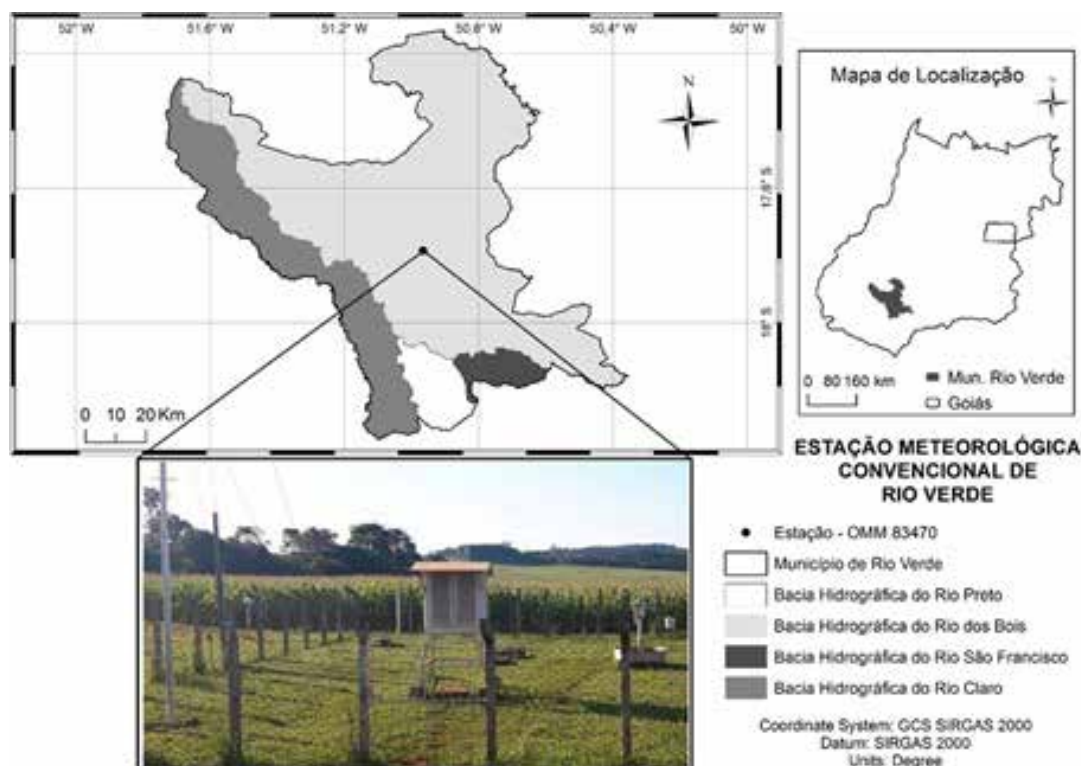 52° W 51,6° W 51,2° W 50,8° W 50,4° W 50° W
N
17,6° S
18° S
0 10 20 Km
Mapa de Localização
0 80 160 km
Mun. Rio Verde
Goiás
ESTAÇÃO METEOROLÓGICA
CONVENCIONAL DE
RIO VERDE
Estação - OMM 83470
Município de Rio Verde
Bacia Hidrográfica do Rio Preto
Bacia Hidrográfica do Rio dos Bois
Bacia Hidrográfica do Rio São Francisco
Bacia Hidrográfica do Rio Claro
Coordinate System: GCS SIRGAS 2000
Datum: SIRGAS 2000
Units: Degree